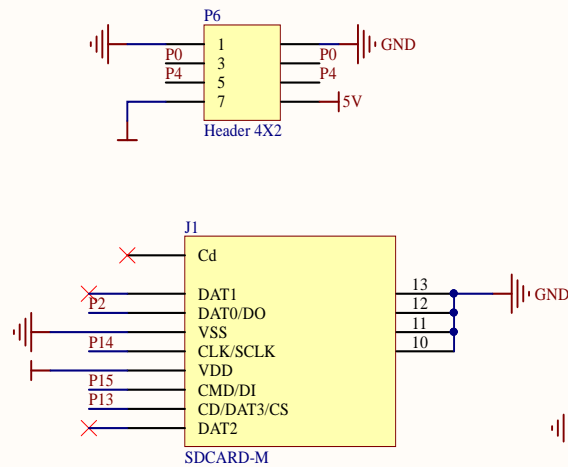 P6
1 GND
P0 3 P0
P4 5 P4
7 5V
Header 4X2
J1
Cd
DAT1 13 GND
P2 DAT0/DO 12
VSS 11
P14 CLK/SCLK 10
VDD
P15 CMD/DI
P13 CD/DAT3/CS
DAT2
SDCARD-M